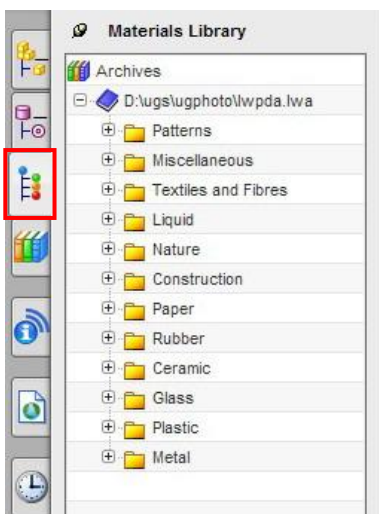 Materials Library
Archives
D:\ugs\ugphoto\lwpda.lwa
Patterns
Miscellaneous
Textiles and Fibres
Liquid
Nature
Construction
Paper
Rubber
Ceramic
Glass
Plastic
Metal